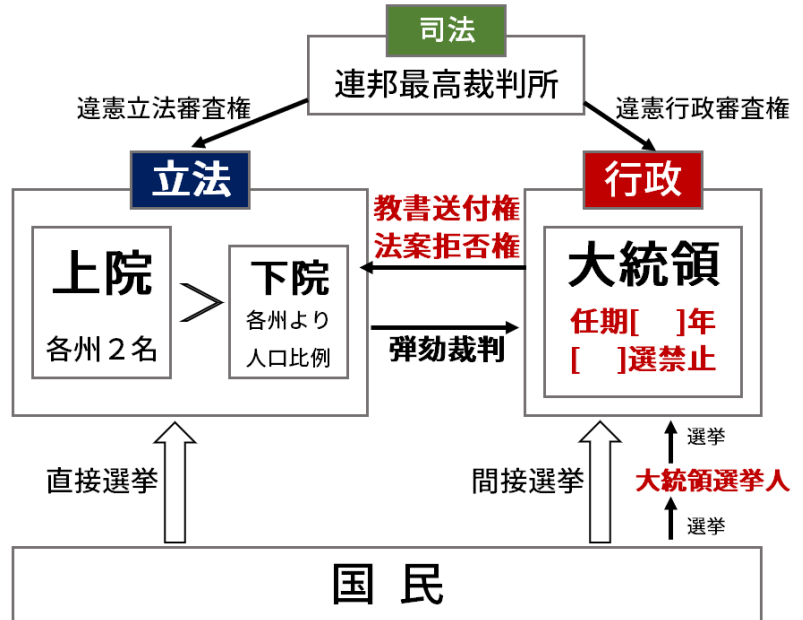 司法
連邦最高裁判所
違憲立法審査権
違憲行政審査権
立法
行政
上院
各州２名
＞
下院
各州より
人口比例
教書送付権
法案拒否権
弾劾裁判
大統領
任期[　]年
[　]選禁止
直接選挙
間接選挙
選挙
大統領選挙人
選挙
国 民